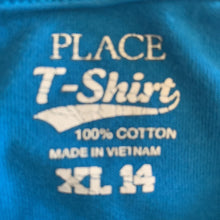 PLACE
T-Shirt
100% COTTON
MADE IN VIETNAM
XL 14